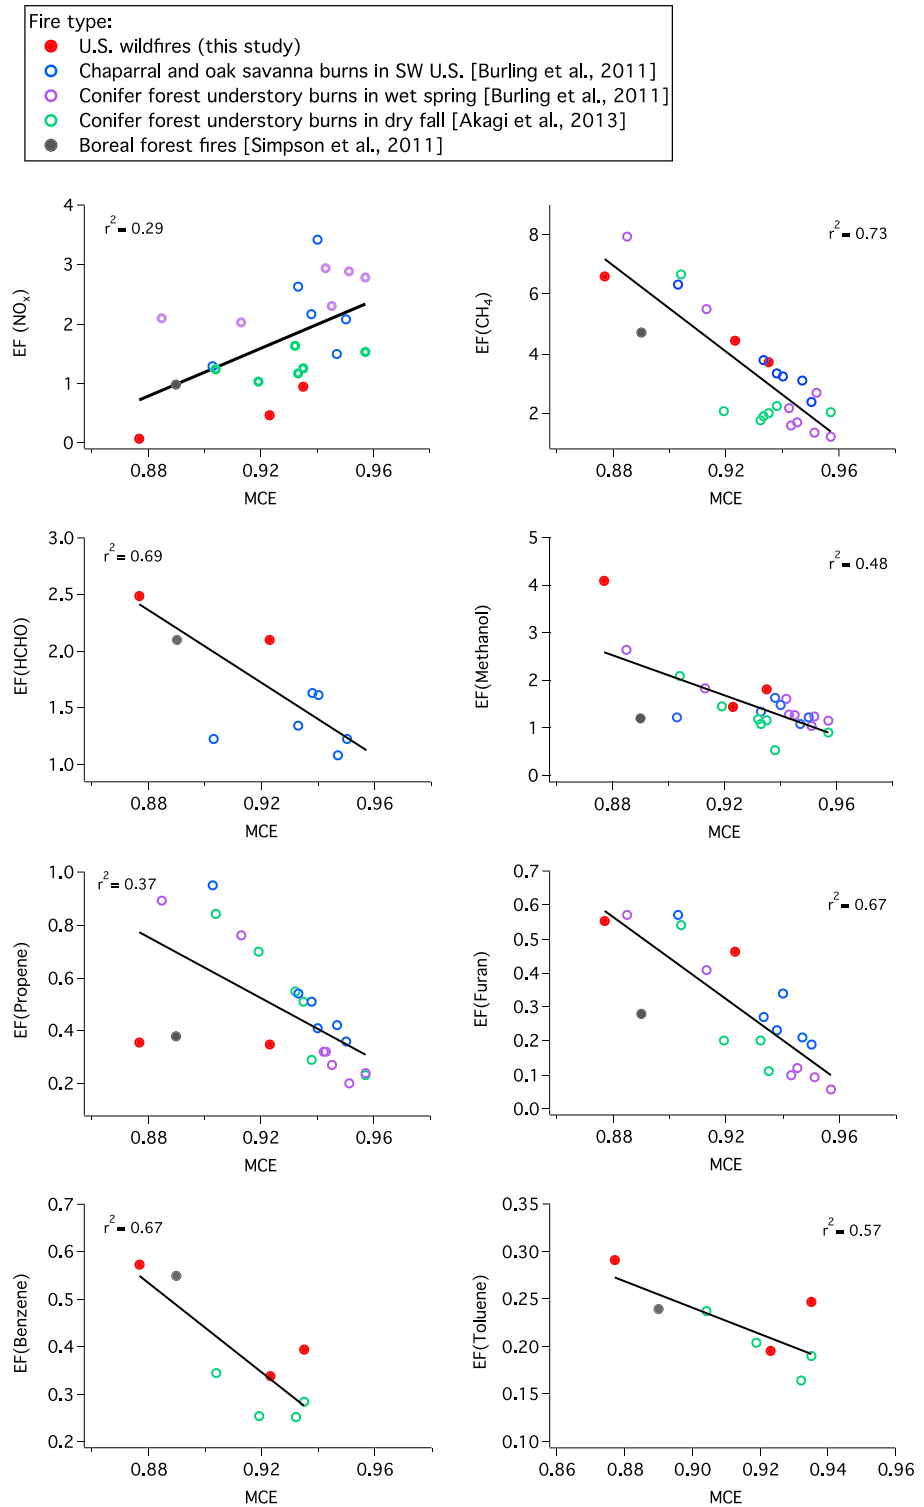 Fire type:
U.S. wildfires (this study)
Chaparral and oak savanna burns in SW U.S. [Burling et al., 2011]
Conifer forest understory burns in wet spring [Burling et al., 2011]
Conifer forest understory burns in dry fall [Akagi et al., 2013]
Boreal forest fires [Simpson et al., 2011]
EF (NOx)
4
3
2
1
0
r² = 0.29
0.88
0.92
0.96
MCE
EF(CH4)
8
6
4
2
r² = 0.73
0.88
0.92
0.96
MCE
EF(HCHO)
3.0
2.5
2.0
1.5
1.0
r² = 0.69
0.88
0.92
0.96
MCE
EF(Methanol)
5
4
3
2
1
0
r² = 0.48
0.88
0.92
0.96
MCE
EF(Propene)
1.0
0.8
0.6
0.4
0.2
r² = 0.37
0.88
0.92
0.96
MCE
EF(Furan)
0.7
0.6
0.5
0.4
0.3
0.2
0.1
0.0
r² = 0.67
0.88
0.92
0.96
MCE
EF(Benzene)
0.7
0.6
0.5
0.4
0.3
0.2
r² = 0.67
0.88
0.92
0.96
MCE
EF(Toluene)
0.35
0.30
0.25
0.20
0.15
0.10
r² = 0.57
0.86
0.88
0.90
0.92
0.94
0.96
MCE